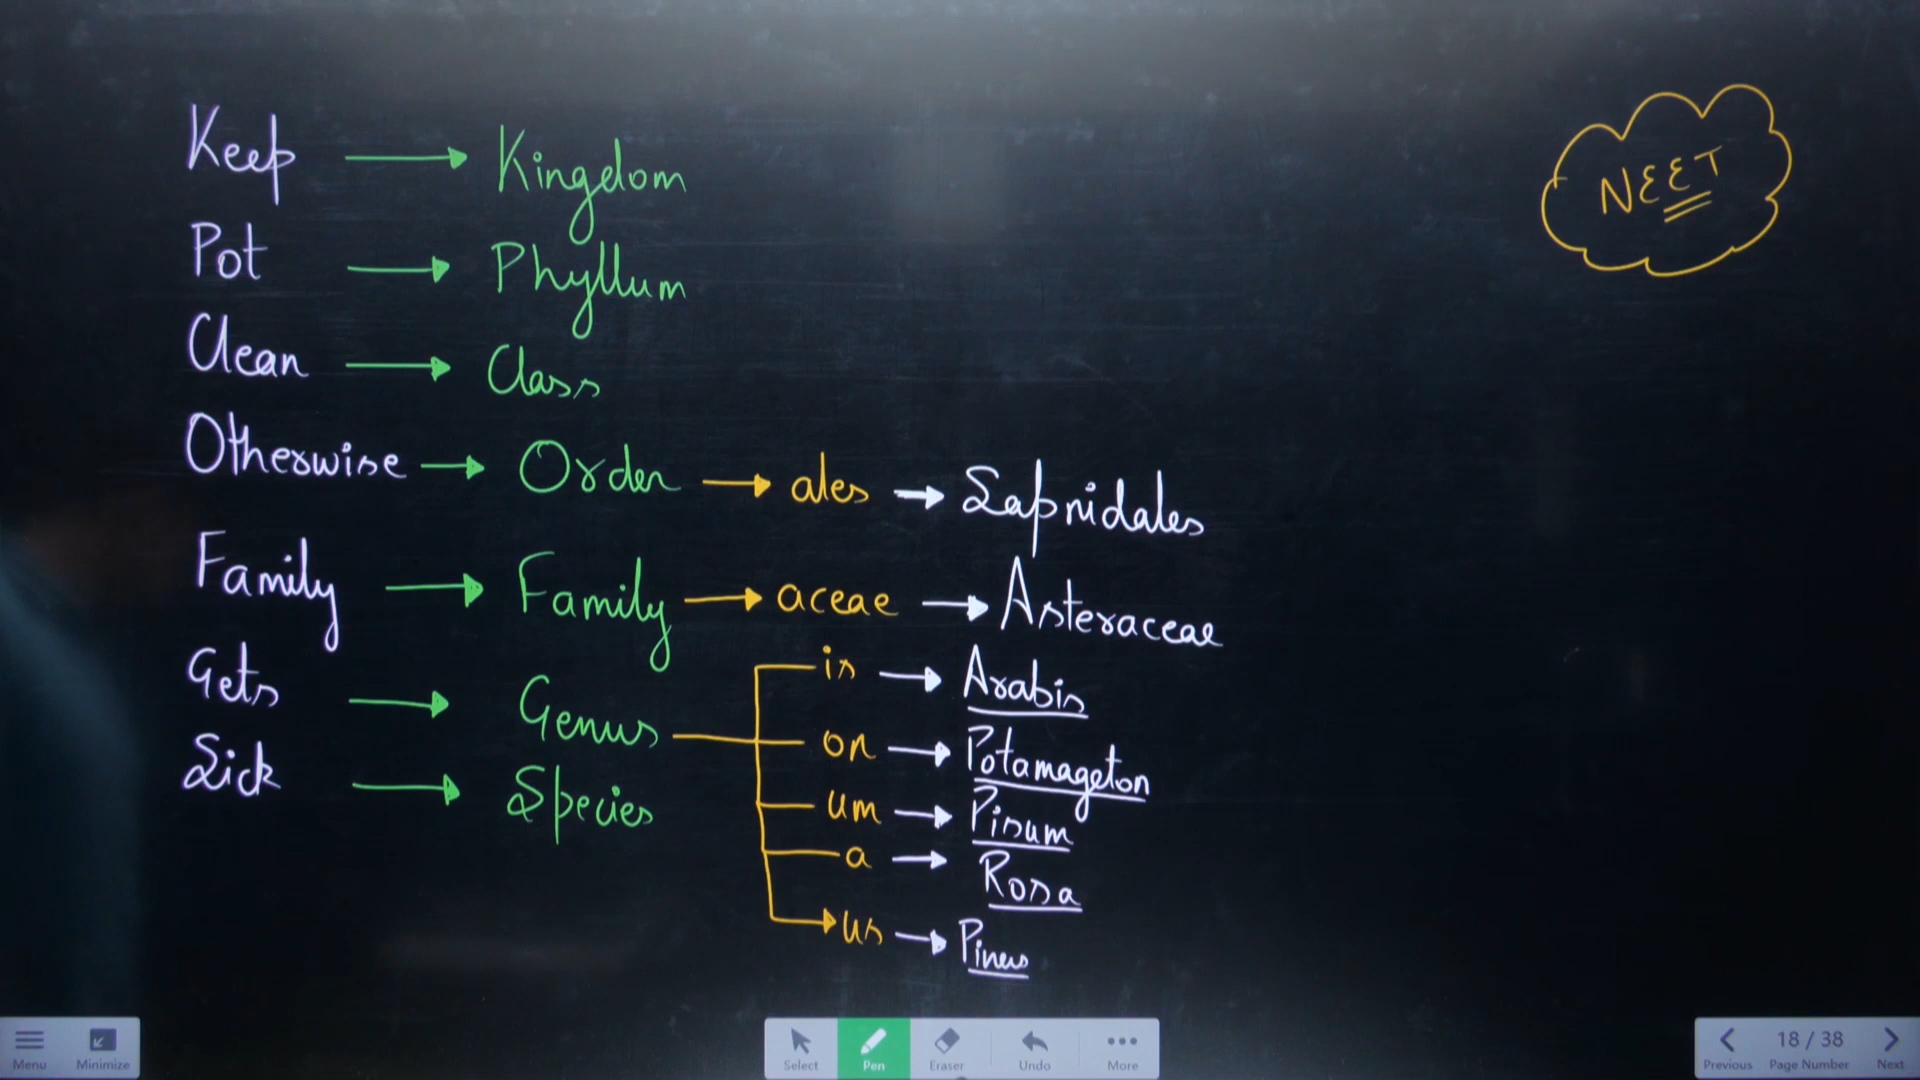 NEET
Keep → Kingdom
Pot → Phyllum
Clean → Class
Otherwise → Order → ales → Sapnidales
Family → Family → aceae → Asteraceae
Gets → Genus
is → Arabis
on → Potamageton
um → Pisum
a → Rosa
us → Pinus
Sick → Species
Menu
Minimize
Select
Pen
Eraser
Undo
More
18 / 38
Previous
Page Number
Next